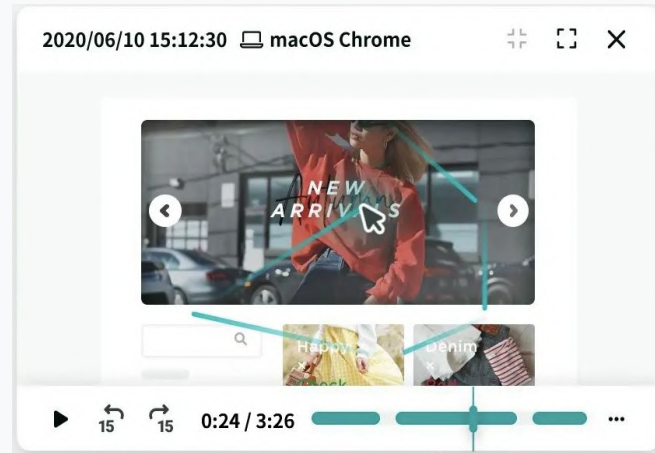 2020/06/10 15:12:30 macOS Chrome
NEW
ARRIVALS
Happy
×
Denim
×
15
15
0:24 / 3:26